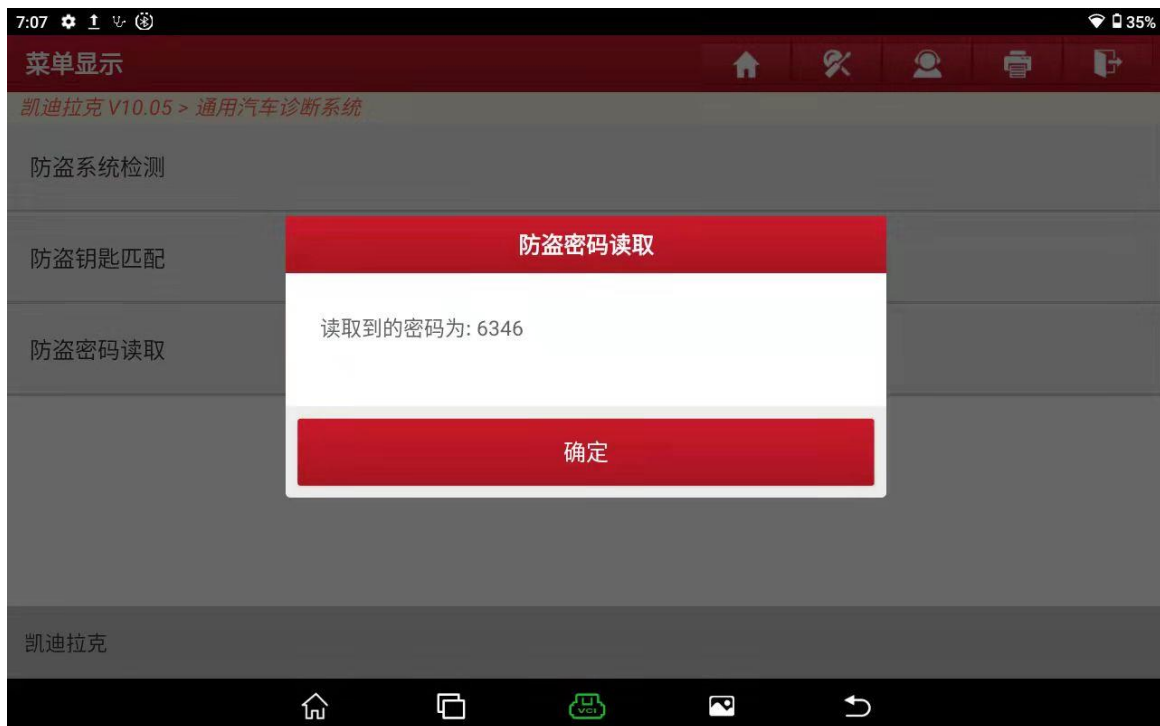 7:07
35%
菜单显示
凯迪拉克 V10.05 > 通用汽车诊断系统
防盗系统检测
防盗钥匙匹配
防盗密码读取
防盗密码读取
读取到的密码为: 6346
确定
凯迪拉克
VCI